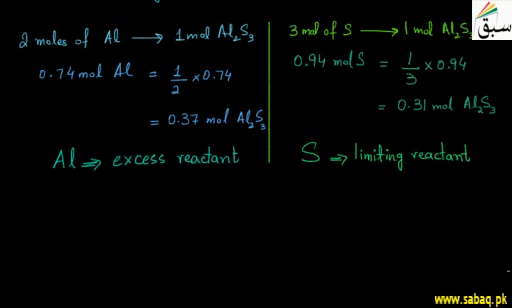 2 moles of Al → 1 mol Al₂S₃
0.74 mol Al = 1/2 × 0.74
= 0.37 mol Al₂S₃
Al ⇒ excess reactant
3 mol of S → 1 mol Al₂S₃
0.94 mol S = 1/3 × 0.94
= 0.31 mol Al₂S₃
S ⇒ limiting reactant
سبق
www.sabaq.pk